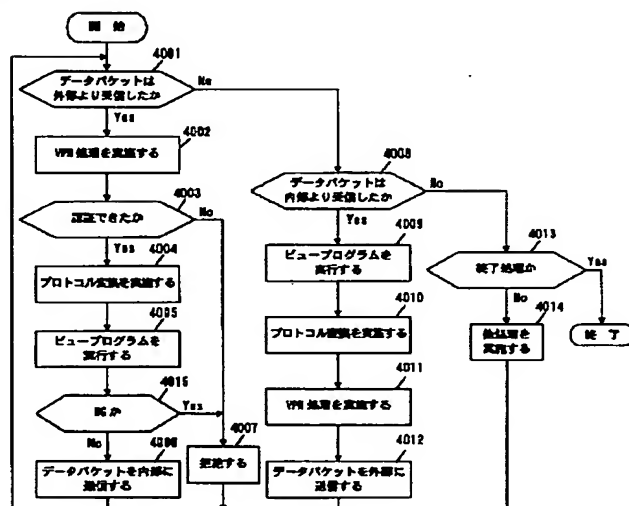 開 始
4001
データパケットは
外部より受信したか
No
Yes
4002
VPN 処理を実施する
4003
認証できたか
No
Yes
4004
プロトコル変換を実施する
4005
ビュープログラムを
実行する
4015
NGか
Yes
No
4006
データパケットを内部に
送信する
4007
拒絶する
4008
データパケットは
内部より受信したか
No
Yes
4009
ビュープログラムを
実行する
4010
プロトコル変換を実施する
4011
VPN 処理を実施する
4012
データパケットを外部に
送信する
4013
終了処理か
Yes
No
4014
他処理を
実施する
終 了